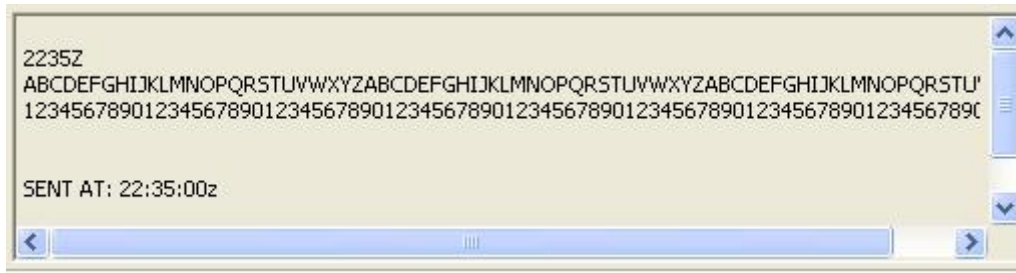 2235Z
ABCDEFGHIJKLMNOPQRSTUVWXYZABCDEFGHIJKLMNOPQRSTUVWXYZABCDEFGHIJKLMNOPQRSTU
1234567890123456789012345678901234567890123456789012345678901234567890123456789
SENT AT: 22:35:00z